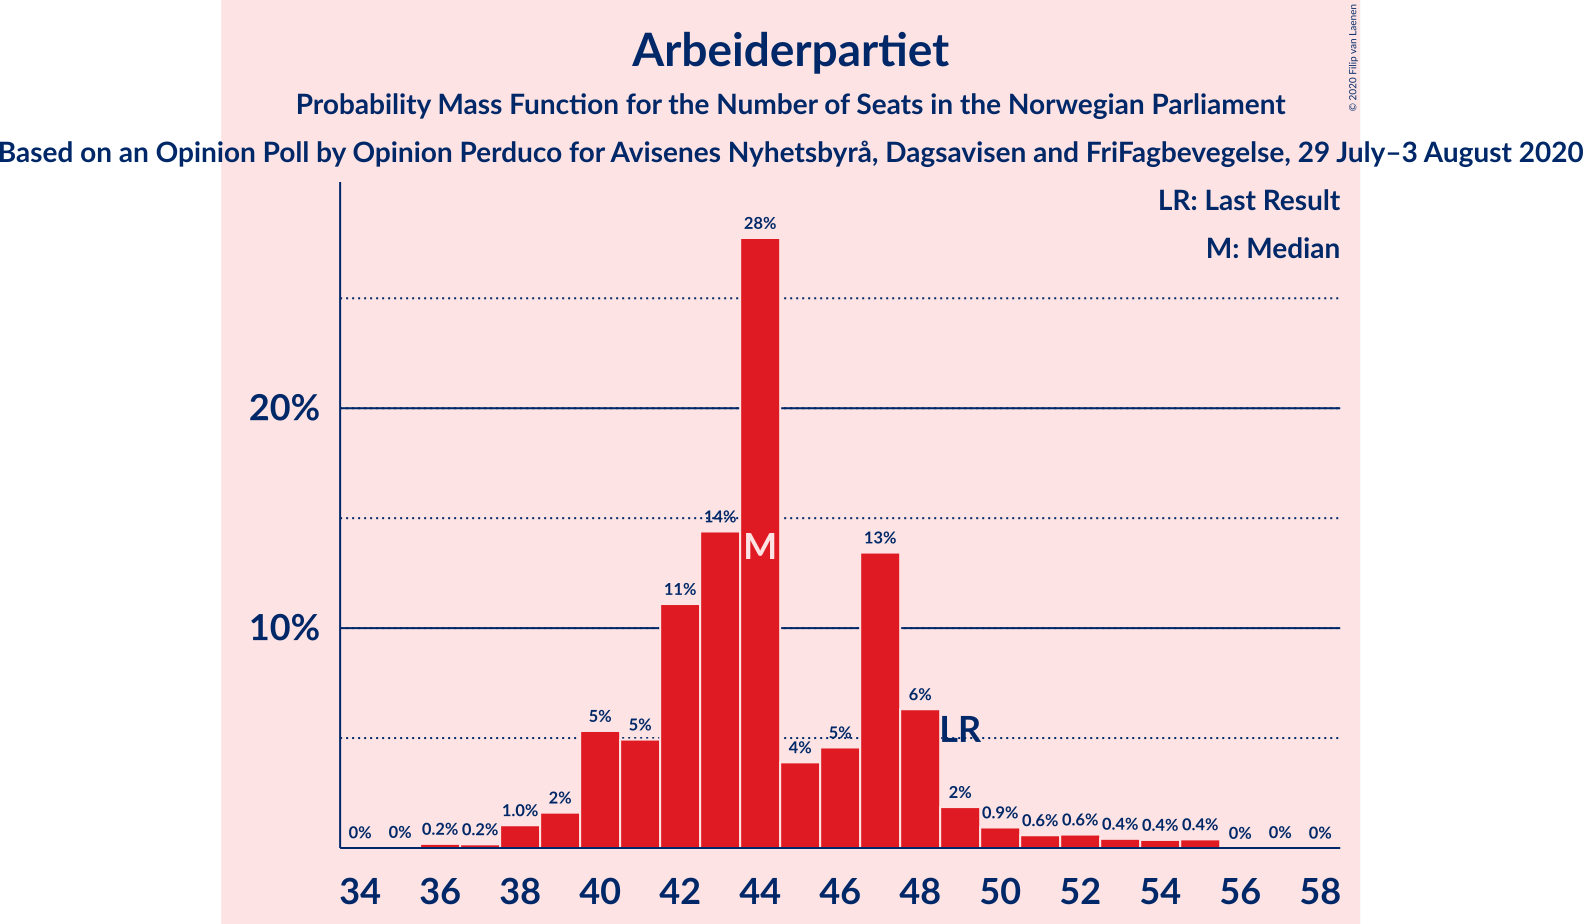 Arbeiderpartiet
Probability Mass Function for the Number of Seats in the Norwegian Parliament
Based on an Opinion Poll by Opinion Perduco for Avisenes Nyhetsbyrå, Dagsavisen and FriFagbevegelse, 29 July–3 August 2020
© 2020 Filip van Laenen
LR: Last Result
M: Median
20%
10%
0% 0% 0.2% 0.2% 1.0% 2% 5% 5% 11% 14% 28% 4% 5% 13% 6% 2% 0.9% 0.6% 0.6% 0.4% 0.4% 0.4% 0% 0% 0%
M
LR
34 36 38 40 42 44 46 48 50 52 54 56 58